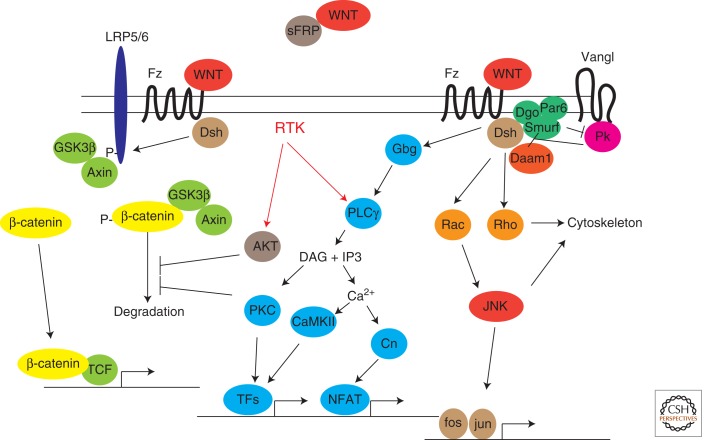 WNT
sFRP
LRP5/6
Fz
WNT
Fz
WNT
Vangl
Dgo
Par6
Smurf
Dsh
Dsh
Pk
RTK
Gbg
Daam1
GSK3β
P-
Axin
GSK3β
β-catenin
P-
β-catenin
Axin
PLCγ
Rac
Rho
Cytoskeleton
AKT
DAG + IP3
Ca2+
Degradation
PKC
CaMKII
JNK
Cn
β-catenin
TCF
TFs
NFAT
fos
jun
CSH
PERSPECTIVES